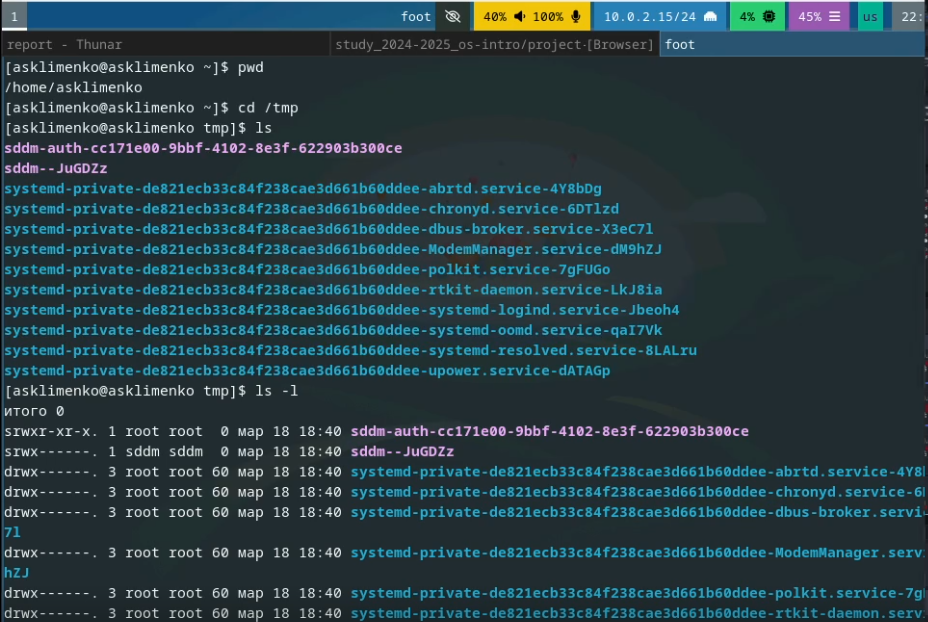 1 foot 40% 100% 10.0.2.15/24 4% 45% us 22:
report - Thunar study_2024-2025_os-intro/project-[Browser] foot
[asklimenko@asklimenko ~]$ pwd
/home/asklimenko
[asklimenko@asklimenko ~]$ cd /tmp
[asklimenko@asklimenko tmp]$ ls
sddm-auth-cc171e00-9bbf-4102-8e3f-622903b300ce
sddm--JuGDZz
systemd-private-de821ecb33c84f238cae3d661b60ddee-abrtd.service-4Y8bDg
systemd-private-de821ecb33c84f238cae3d661b60ddee-chronyd.service-6DTlzd
systemd-private-de821ecb33c84f238cae3d661b60ddee-dbus-broker.service-X3eC7l
systemd-private-de821ecb33c84f238cae3d661b60ddee-ModemManager.service-dM9hZJ
systemd-private-de821ecb33c84f238cae3d661b60ddee-polkit.service-7gFUGo
systemd-private-de821ecb33c84f238cae3d661b60ddee-rtkit-daemon.service-LkJ8ia
systemd-private-de821ecb33c84f238cae3d661b60ddee-systemd-logind.service-Jbeoh4
systemd-private-de821ecb33c84f238cae3d661b60ddee-systemd-oomd.service-qaI7Vk
systemd-private-de821ecb33c84f238cae3d661b60ddee-systemd-resolved.service-8LALru
systemd-private-de821ecb33c84f238cae3d661b60ddee-upower.service-dATAGp
[asklimenko@asklimenko tmp]$ ls -l
итого 0
srwxr-xr-x. 1 root root  0 мар 18 18:40 sddm-auth-cc171e00-9bbf-4102-8e3f-622903b300ce
srwx------. 1 sddm sddm  0 мар 18 18:40 sddm--JuGDZz
drwx------. 3 root root 60 мар 18 18:40 systemd-private-de821ecb33c84f238cae3d661b60ddee-abrtd.service-4Y8
drwx------. 3 root root 60 мар 18 18:40 systemd-private-de821ecb33c84f238cae3d661b60ddee-chronyd.service-6
drwx------. 3 root root 60 мар 18 18:40 systemd-private-de821ecb33c84f238cae3d661b60ddee-dbus-broker.servi
7l
drwx------. 3 root root 60 мар 18 18:40 systemd-private-de821ecb33c84f238cae3d661b60ddee-ModemManager.serv
hZJ
drwx------. 3 root root 60 мар 18 18:40 systemd-private-de821ecb33c84f238cae3d661b60ddee-polkit.service-7g
drwx------. 3 root root 60 мар 18 18:40 systemd-private-de821ecb33c84f238cae3d661b60ddee-rtkit-daemon.serv